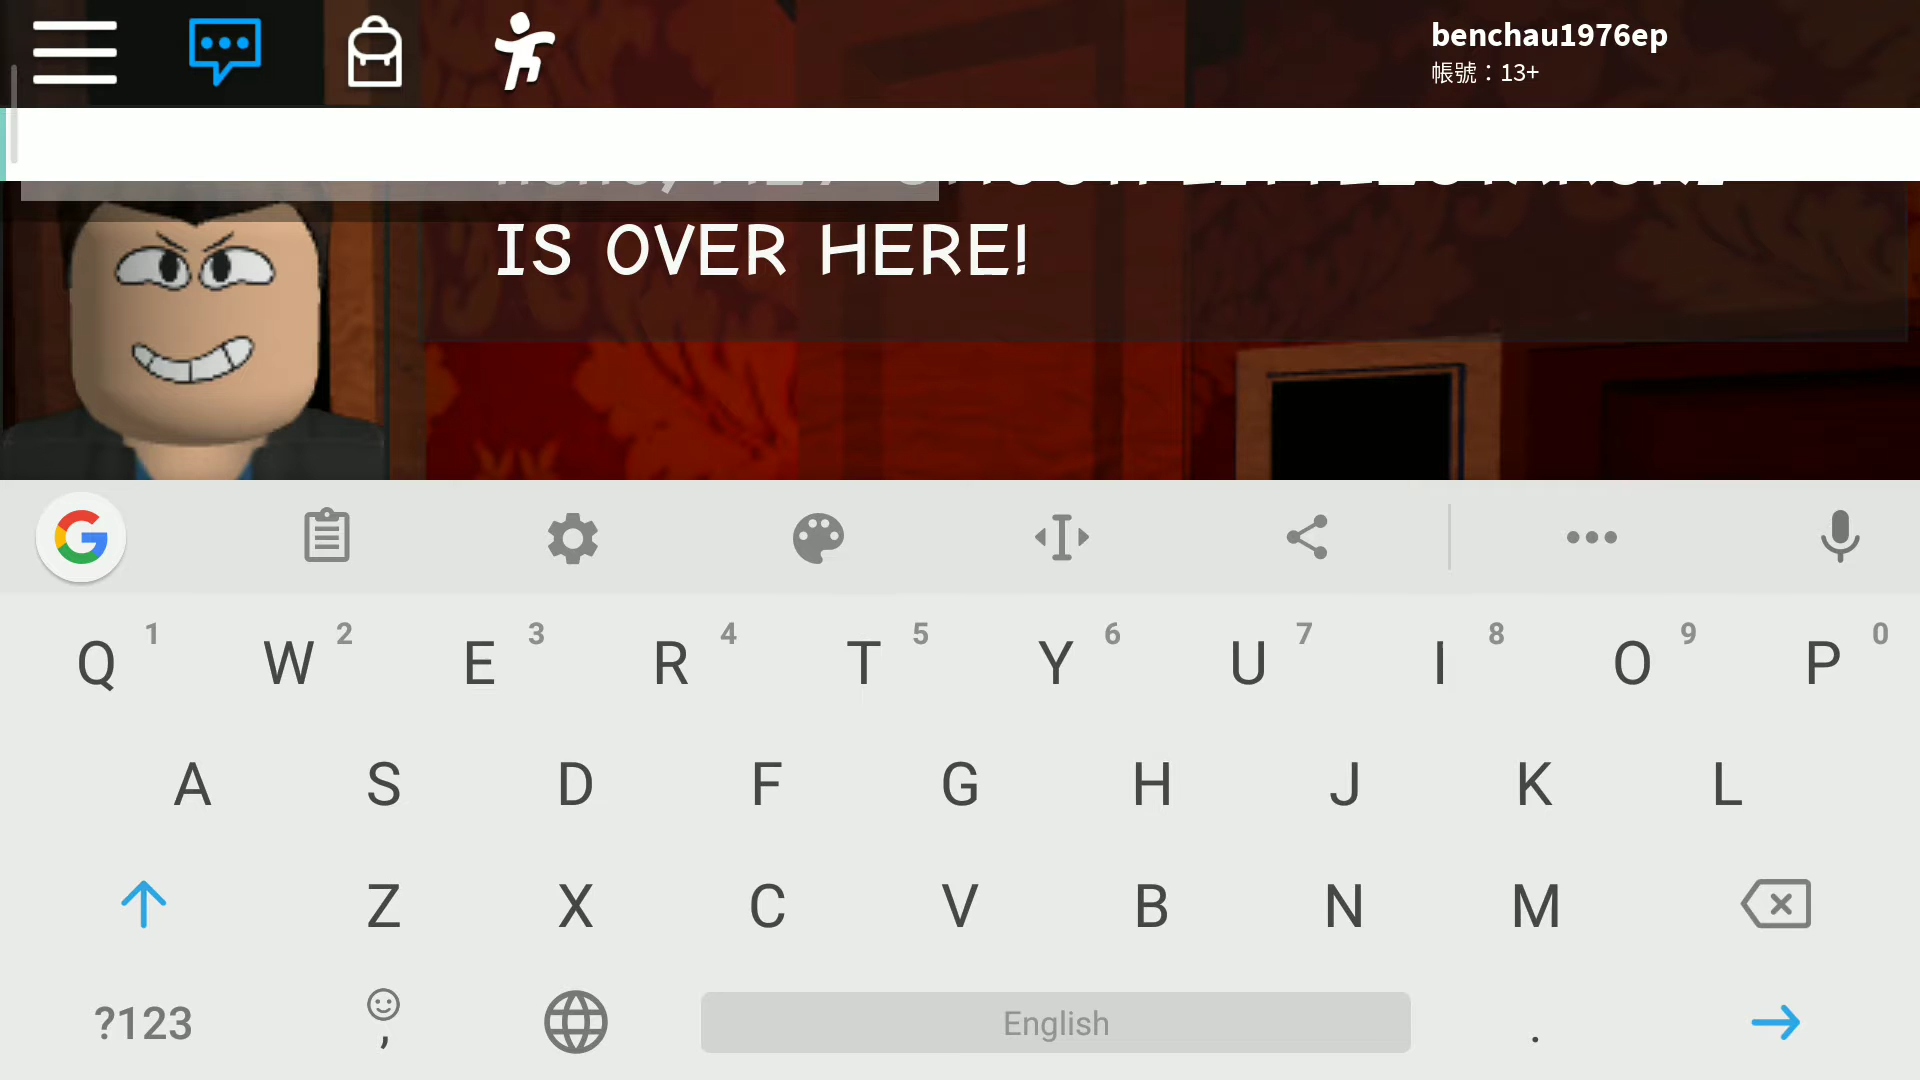 benchau1976ep
帳號：13+
IS OVER HERE!
Q 1 W 2 E 3 R 4 T 5 Y 6 U 7 I 8 O 9 P 0
A S D F G H J K L
Z X C V B N M
?123 , English .